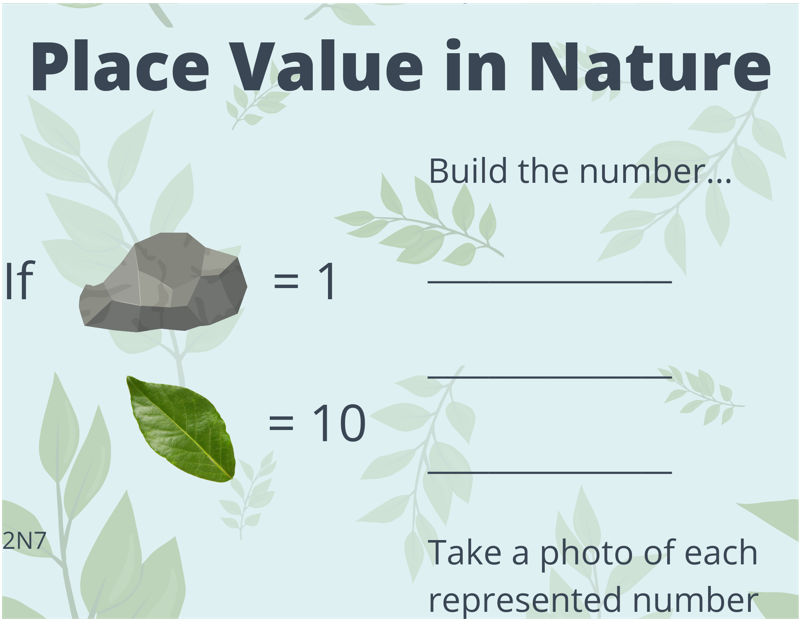 Place Value in Nature
Build the number...
If = 1
= 10
2N7
Take a photo of each
represented number